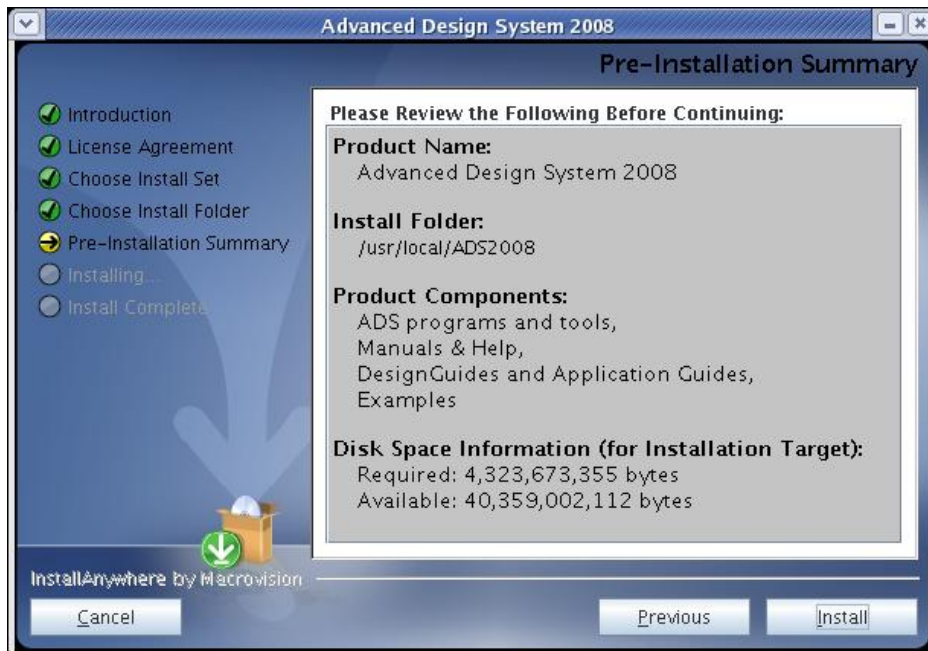 Advanced Design System 2008
Pre-Installation Summary
Introduction
License Agreement
Choose Install Set
Choose Install Folder
Pre-Installation Summary
Installing...
Install Complete
Please Review the Following Before Continuing:
Product Name:
Advanced Design System 2008
Install Folder:
/usr/local/ADS2008
Product Components:
ADS programs and tools,
Manuals & Help,
DesignGuides and Application Guides,
Examples
Disk Space Information (for Installation Target):
Required: 4,323,673,355 bytes
Available: 40,359,002,112 bytes
InstallAnywhere by Macrovision
Cancel
Previous
Install